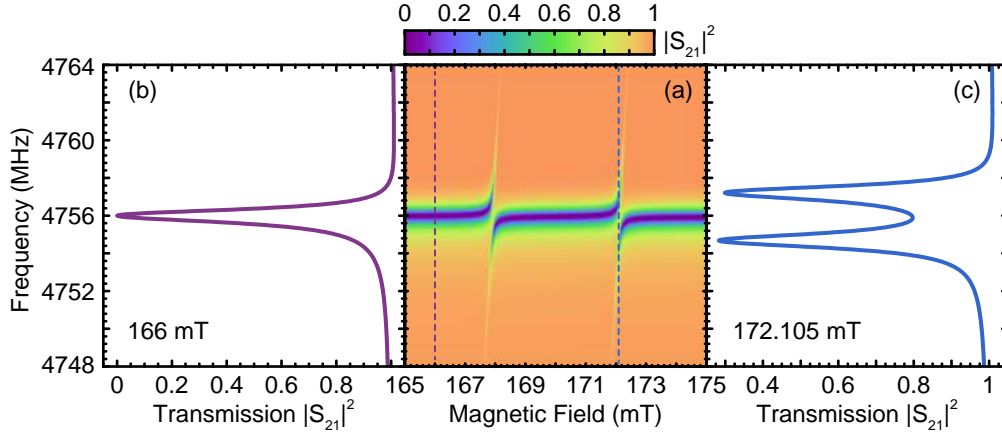 0 0.2 0.4 0.6 0.8 1
|S21|2
4764
4760
4756
4752
4748
Frequency (MHz)
(b)
166 mT
0 0.2 0.4 0.6 0.8 1
Transmission |S21|2
(a)
165 167 169 171 173 175
Magnetic Field (mT)
(c)
172.105 mT
0.4 0.6 0.8 1
Transmission |S21|2